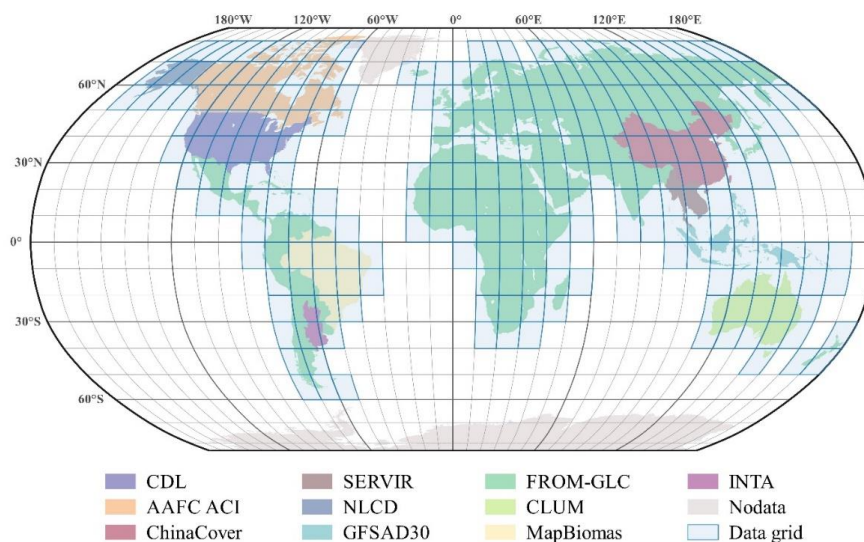 180°W 120°W 60°W 0° 60°E 120°E 180°E
60°N
30°N
0°
30°S
60°S
CDL SERVIR FROM-GLC INTA
AAFC ACI NLCD CLUM Nodata
ChinaCover GFSAD30 MapBiomas Data grid